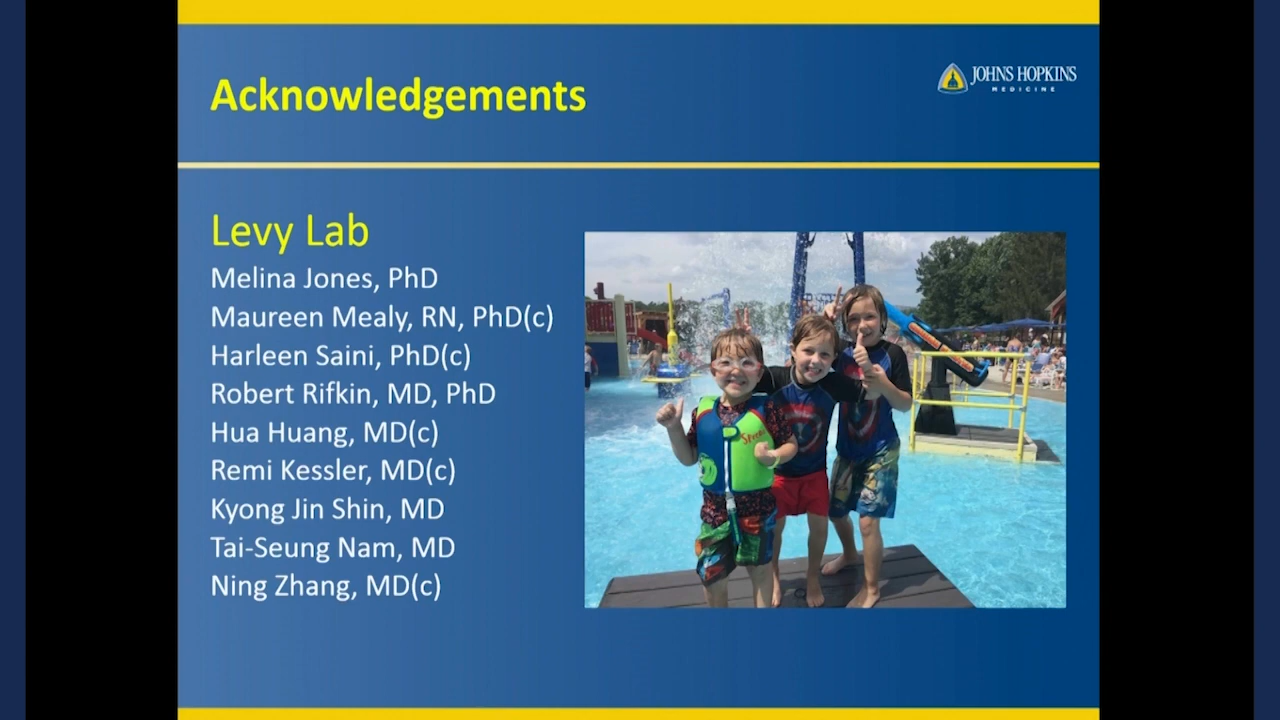 Acknowledgements
JOHNS HOPKINS
MEDICINE
Levy Lab
Melina Jones, PhD
Maureen Mealy, RN, PhD(c)
Harleen Saini, PhD(c)
Robert Rifkin, MD, PhD
Hua Huang, MD(c)
Remi Kessler, MD(c)
Kyong Jin Shin, MD
Tai-Seung Nam, MD
Ning Zhang, MD(c)